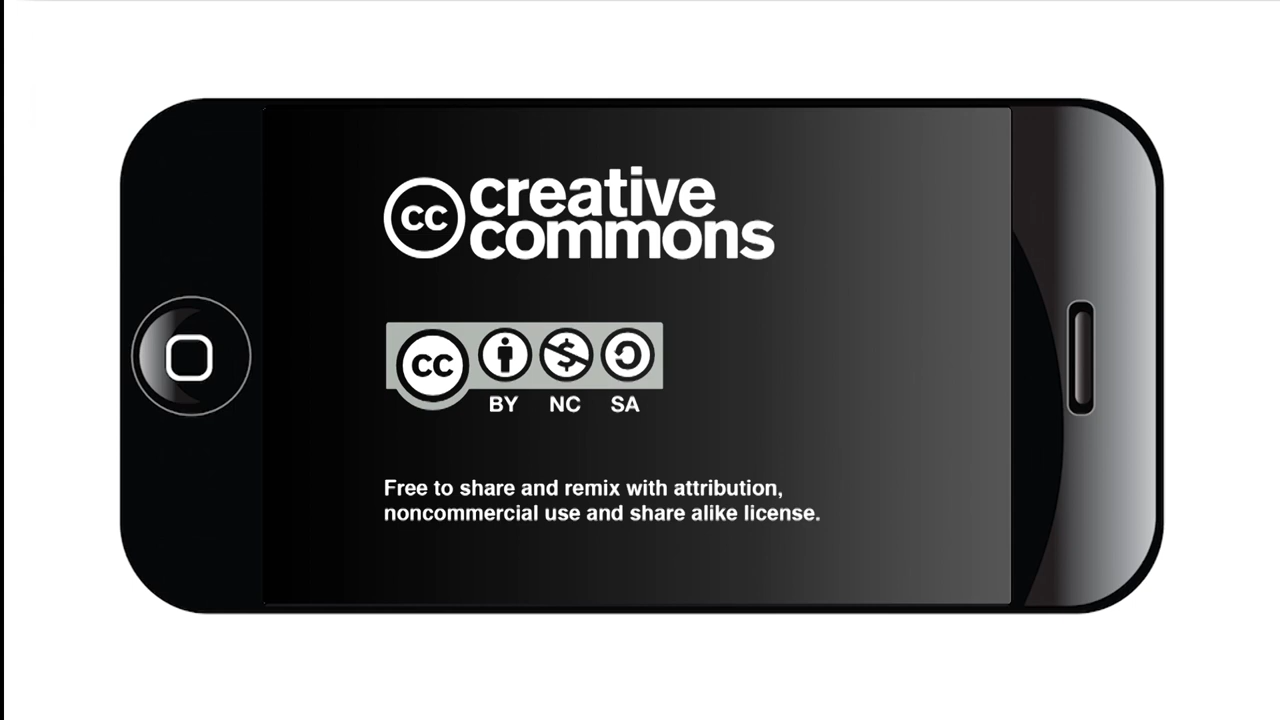 cc creative
commons
cc
BY NC SA
Free to share and remix with attribution,
noncommercial use and share alike license.